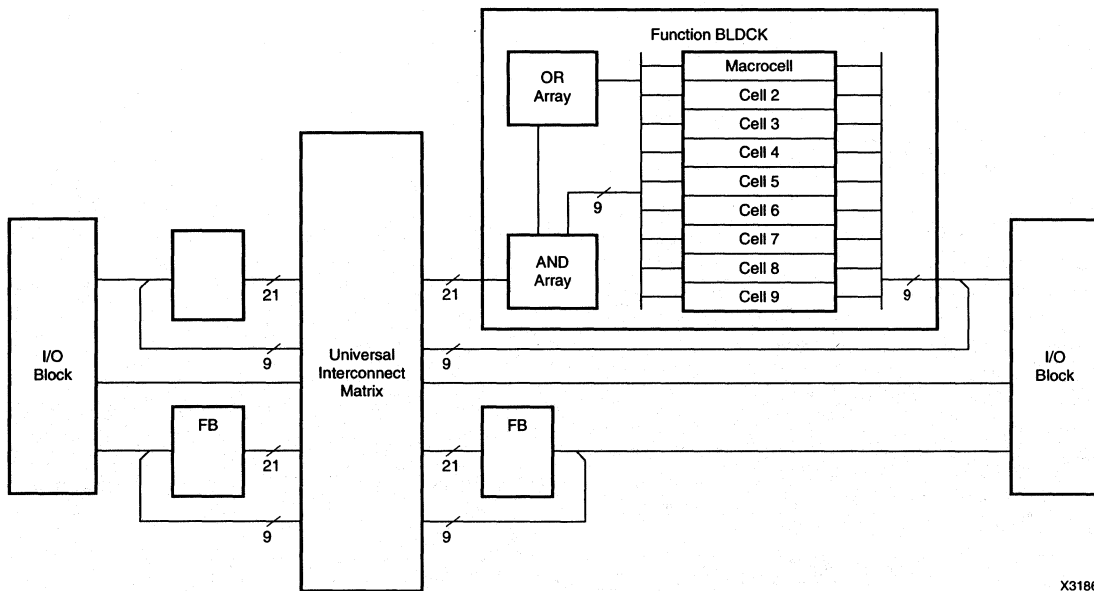 Function BLDCK
OR
Array
Macrocell
Cell 2
Cell 3
Cell 4
Cell 5
Cell 6
Cell 7
Cell 8
Cell 9
9
AND
Array
21
21
9
9
9
I/O
Block
Universal
Interconnect
Matrix
I/O
Block
FB
21
21
FB
9
9
X3186